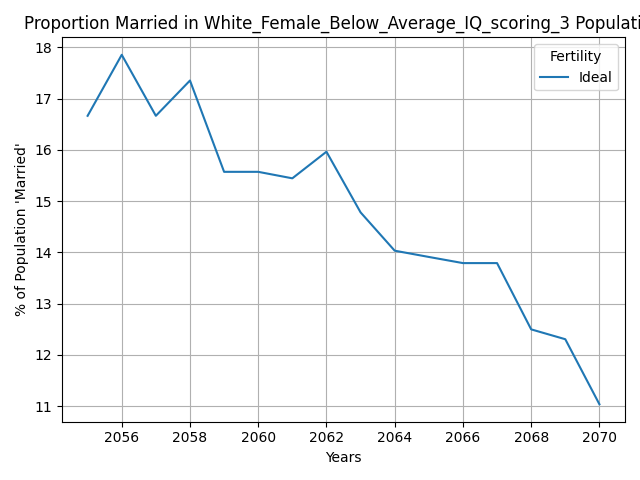 Proportion Married in White_Female_Below_Average_IQ_scoring_3 Populati
Fertility
Ideal
% of Population 'Married'
18
17
16
15
14
13
12
11
2056 2058 2060 2062 2064 2066 2068 2070
Years